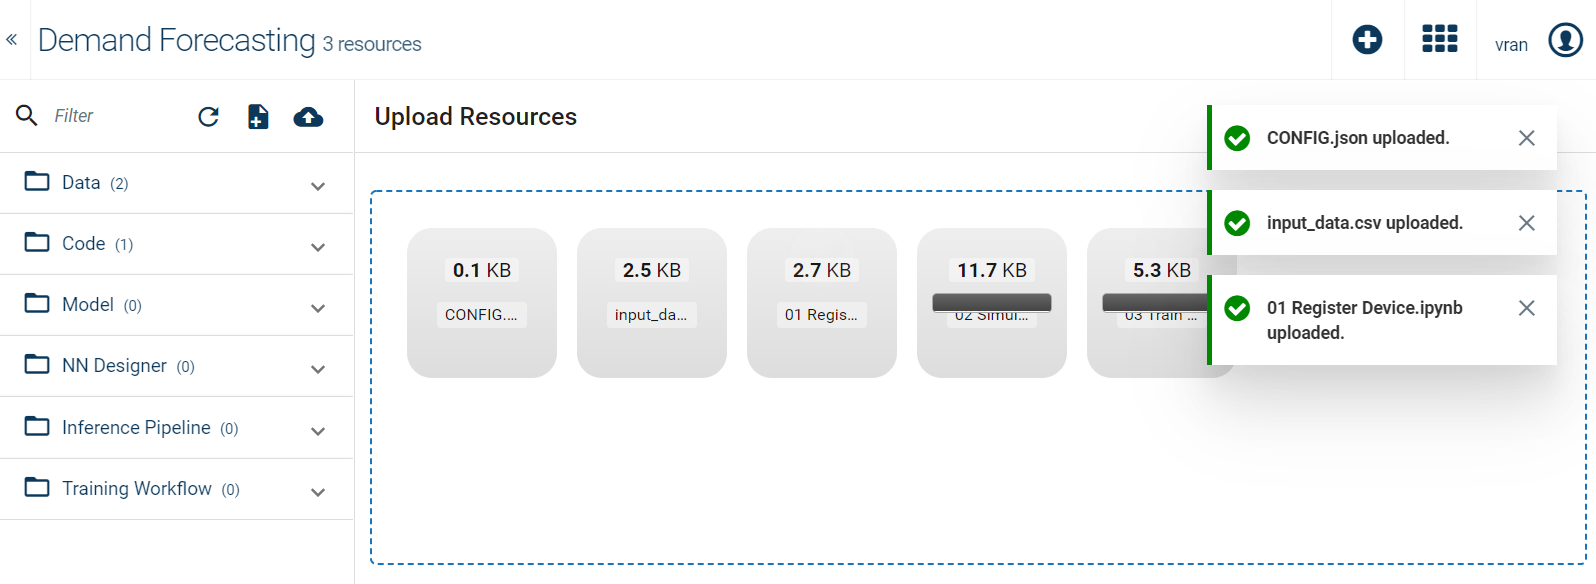 « Demand Forecasting 3 resources
vran
Filter
Data (2)
Code (1)
Model (0)
NN Designer (0)
Inference Pipeline (0)
Training Workflow (0)
Upload Resources
0.1 KB
CONFIG....
2.5 KB
input_da...
2.7 KB
01 Regis...
11.7 KB
02 Simul...
5.3 KB
03 Train ...
CONFIG.json uploaded.
input_data.csv uploaded.
01 Register Device.ipynb
uploaded.